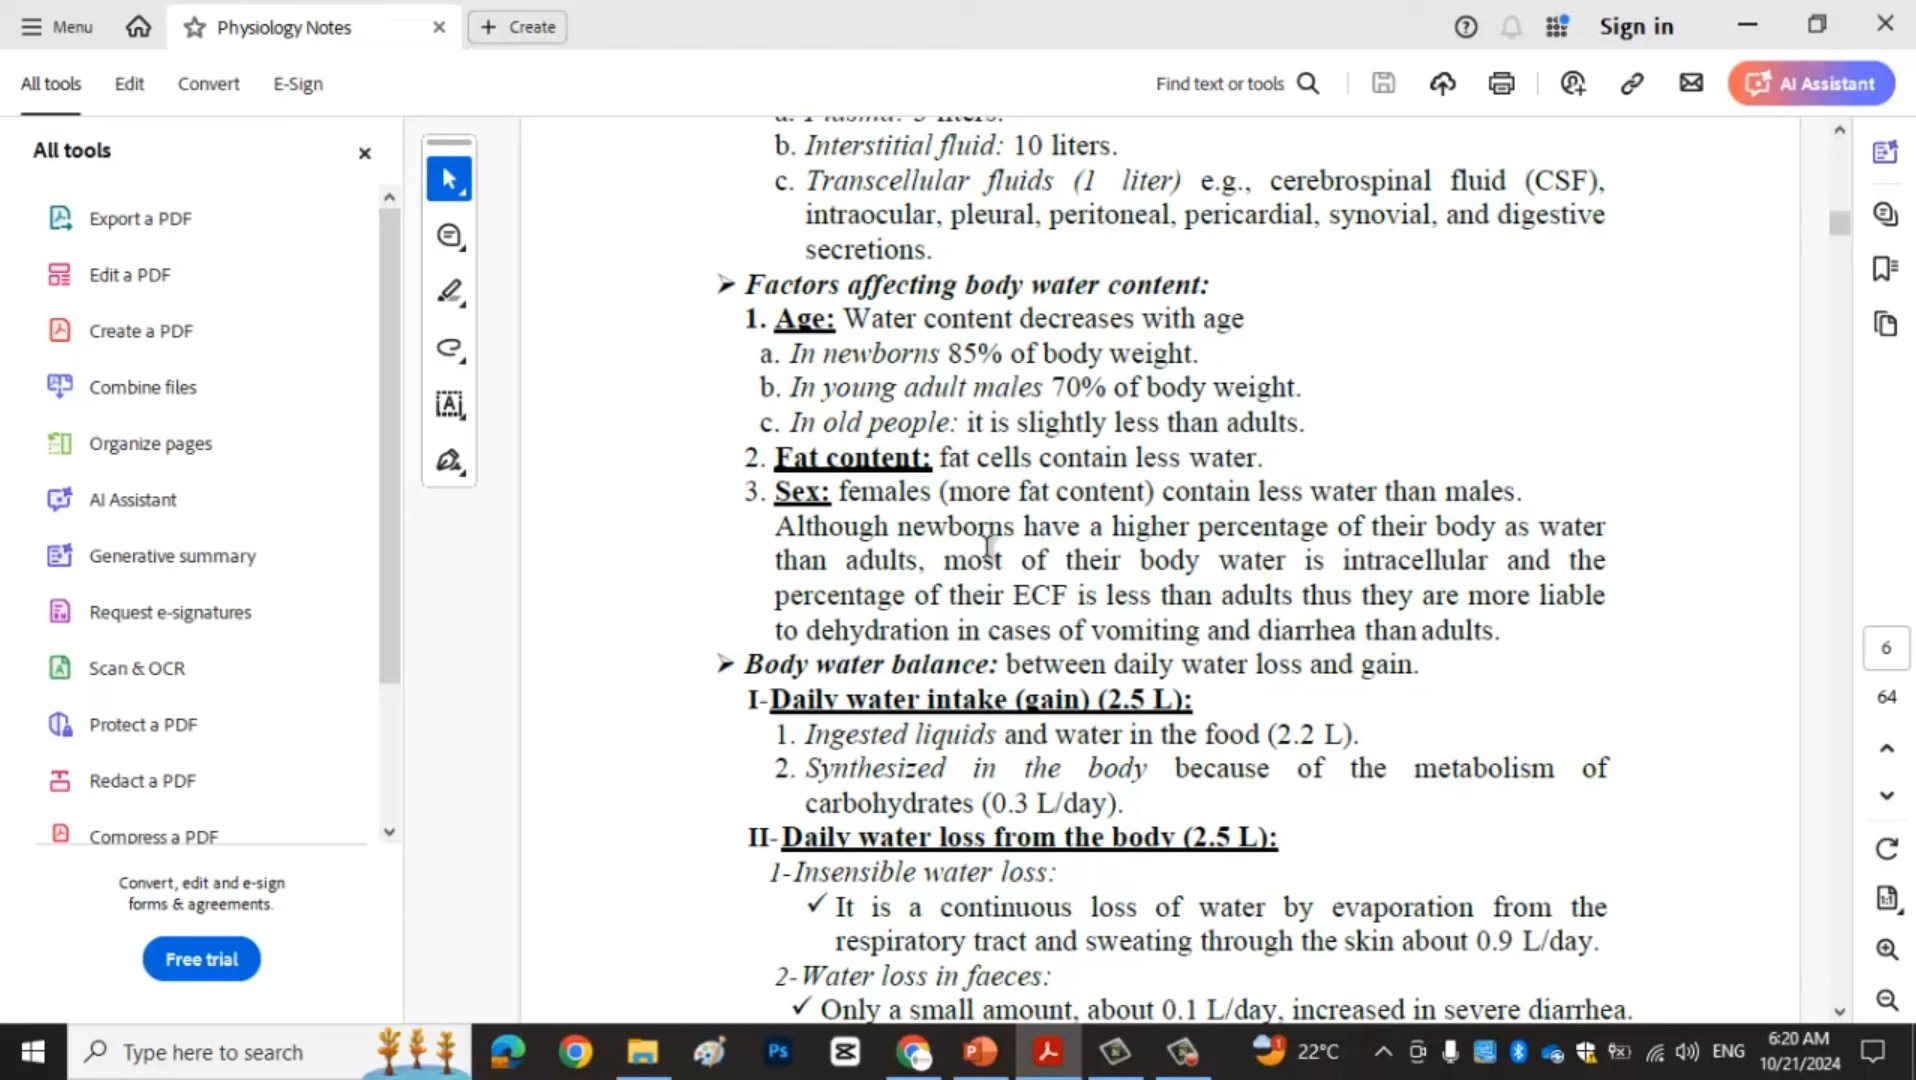 Menu
Physiology Notes
Create
Sign in
All tools
Edit
Convert
E-Sign
Find text or tools
AI Assistant
All tools
Export a PDF
Edit a PDF
Create a PDF
Combine files
Organize pages
AI Assistant
Generative summary
Request e-signatures
Scan & OCR
Protect a PDF
Redact a PDF
Compress a PDF
Convert, edit and e-sign
forms & agreements.
Free trial
a. Plasma: 3 liters.
b. Interstitial fluid: 10 liters.
c. Transcellular fluids (1 liter) e.g., cerebrospinal fluid (CSF),
intraocular, pleural, peritoneal, pericardial, synovial, and digestive
secretions.
➢ Factors affecting body water content:
1. Age: Water content decreases with age
a. In newborns 85% of body weight.
b. In young adult males 70% of body weight.
c. In old people: it is slightly less than adults.
2. Fat content: fat cells contain less water.
3. Sex: females (more fat content) contain less water than males.
Although newborns have a higher percentage of their body as water
than adults, most of their body water is intracellular and the
percentage of their ECF is less than adults thus they are more liable
to dehydration in cases of vomiting and diarrhea than adults.
➢ Body water balance: between daily water loss and gain.
I-Daily water intake (gain) (2.5 L):
1. Ingested liquids and water in the food (2.2 L).
2. Synthesized in the body because of the metabolism of
carbohydrates (0.3 L/day).
II-Daily water loss from the body (2.5 L):
1-Insensible water loss:
✓ It is a continuous loss of water by evaporation from the
respiratory tract and sweating through the skin about 0.9 L/day.
2-Water loss in faeces:
✓ Only a small amount, about 0.1 L/day, increased in severe diarrhea.
6
64
Type here to search
Ps
22°C
ENG
6:20 AM
10/21/2024